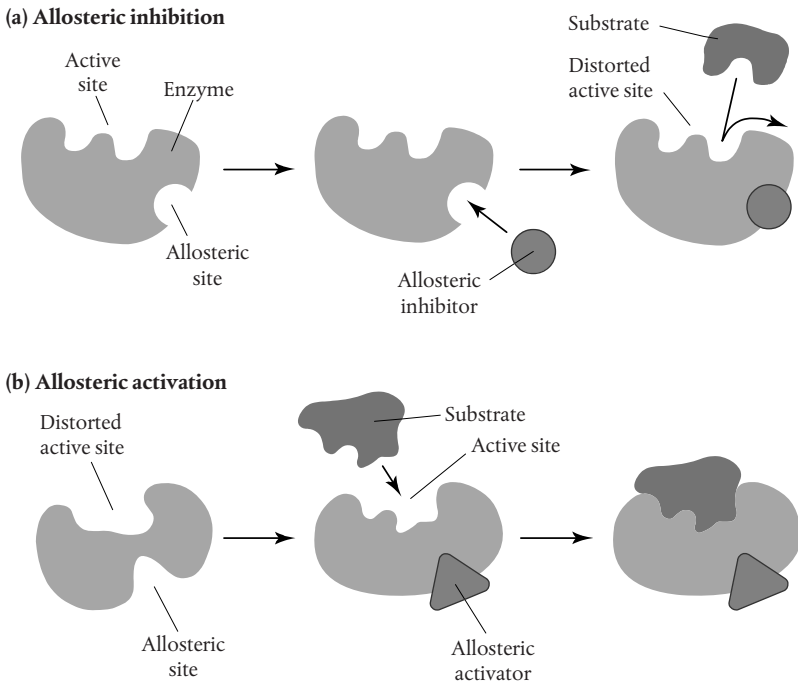 (a) Allosteric inhibition
Active
site
Enzyme
Allosteric
site
Allosteric
inhibitor
Substrate
Distorted
active site
(b) Allosteric activation
Distorted
active site
Allosteric
site
Substrate
Active site
Allosteric
activator